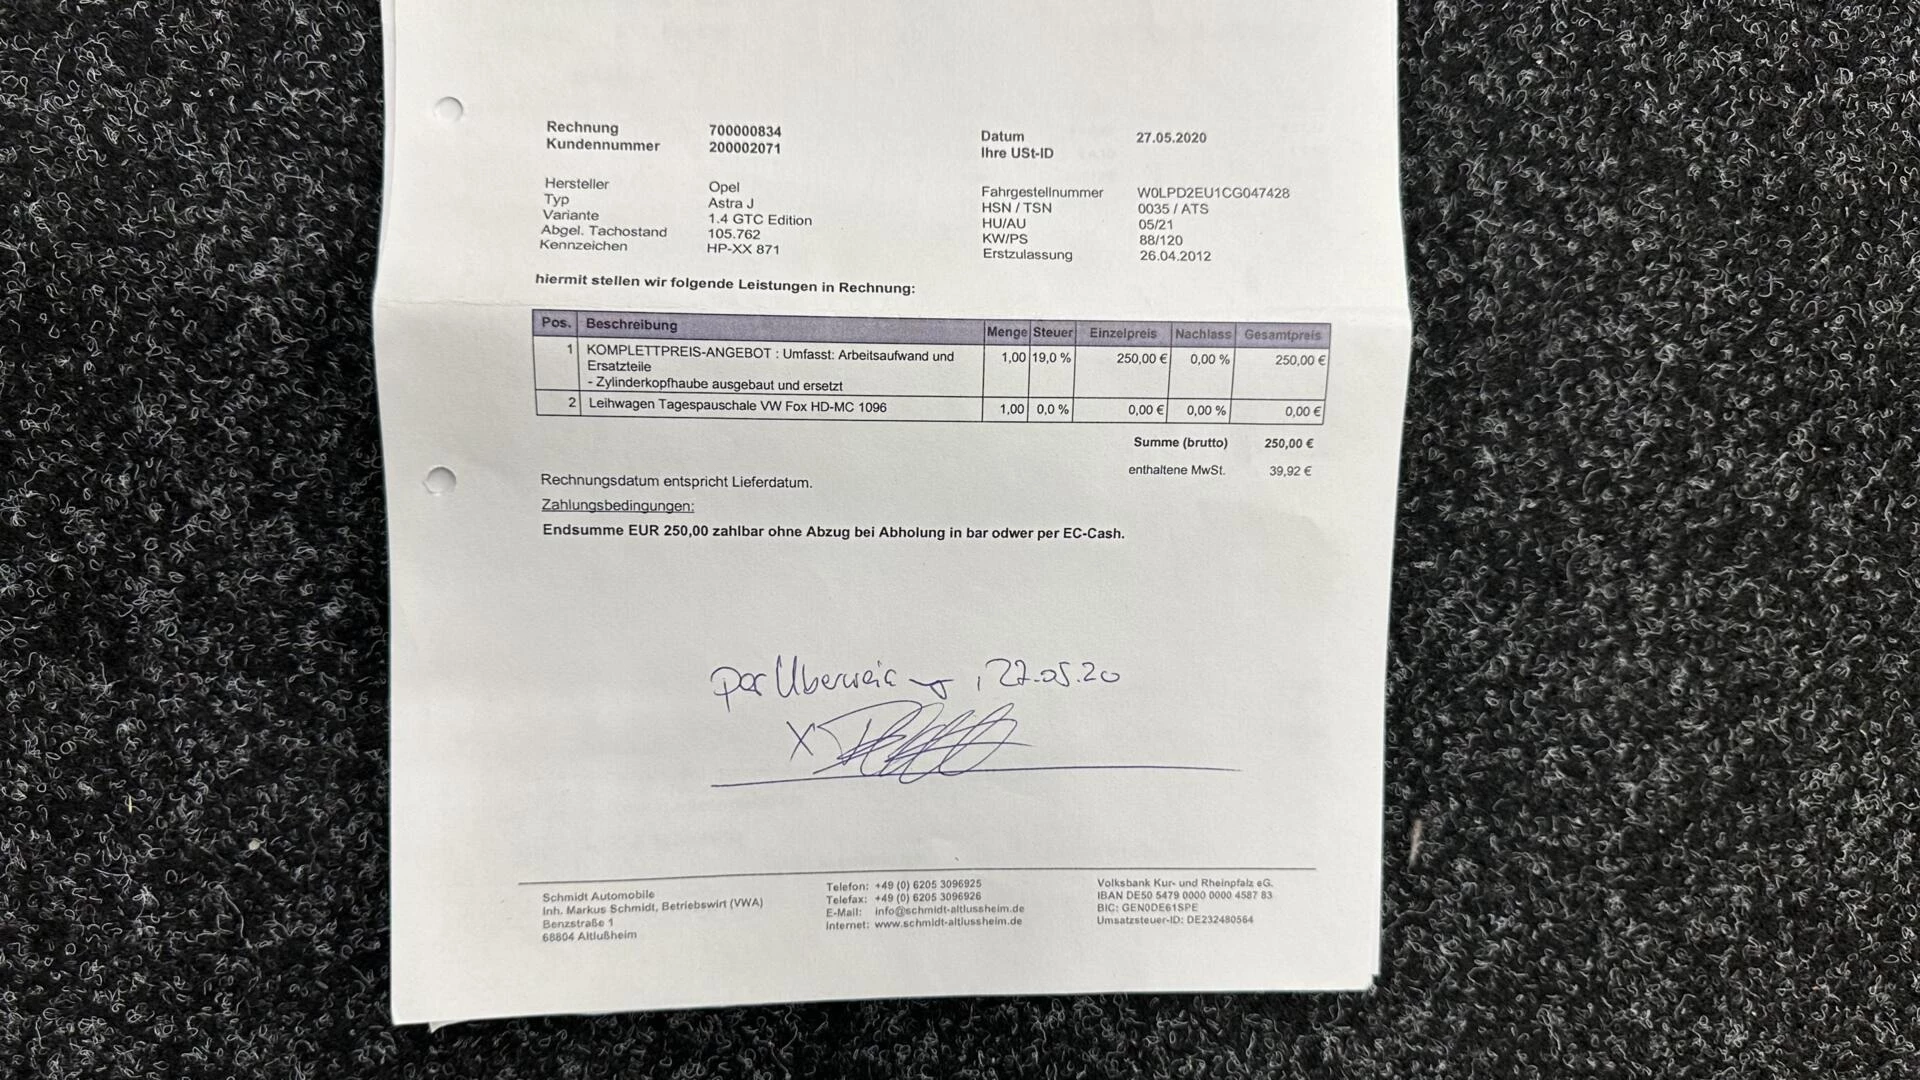 Rechnung 700000834
Kundennummer 200002071
Datum 27.05.2020
Ihre USt-ID
Hersteller Opel
Typ Astra J
Variante 1.4 GTC Edition
Abgel. Tachostand 105.762
Kennzeichen HP-XX 871
Fahrgestellnummer W0LPD2EU1CG047428
HSN / TSN 0035 / ATS
HU/AU 05/21
KW/PS 88/120
Erstzulassung 26.04.2012
hiermit stellen wir folgende Leistungen in Rechnung:
Pos. Beschreibung Menge Steuer Einzelpreis Nachlass Gesamtpreis
1 KOMPLETTPREIS-ANGEBOT : Umfasst: Arbeitsaufwand und 1,00 19,0 % 250,00 € 0,00 % 250,00 €
Ersatzteile
- Zylinderkopfhaube ausgebaut und ersetzt
2 Leihwagen Tagespauschale VW Fox HD-MC 1096 1,00 0,0 % 0,00 € 0,00 % 0,00 €
Summe (brutto) 250,00 €
enthaltene MwSt. 39,92 €
Rechnungsdatum entspricht Lieferdatum.
Zahlungsbedingungen:
Endsumme EUR 250,00 zahlbar ohne Abzug bei Abholung in bar odwer per EC-Cash.
per Überweisung, 27.05.20
X
Schmidt Automobile
Inh. Markus Schmidt, Betriebswirt (VWA)
Benzstraße 1
68804 Altlußheim
Telefon: +49 (0) 6205 3096925
Telefax: +49 (0) 6205 3096926
E-Mail: info@schmidt-altlussheim.de
Internet: www.schmidt-altlussheim.de
Volksbank Kur- und Rheinpfalz eG.
IBAN DE50 5479 0000 0000 4587 83
BIC: GENODE61SPE
Umsatzsteuer-ID: DE232480564